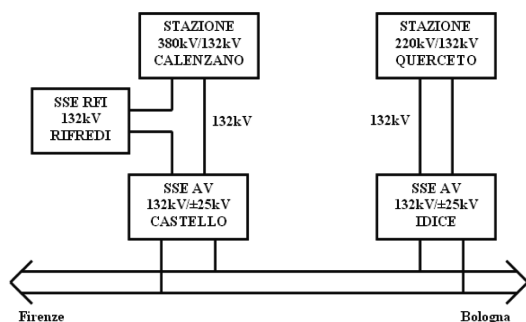 STAZIONE
380kV/132kV
CALENZANO
STAZIONE
220kV/132kV
QUERCETO
SSE RFI
132kV
RIFREDI
132kV
132kV
SSE AV
132kV/±25kV
CASTELLO
SSE AV
132kV/±25kV
IDICE
Firenze
Bologna